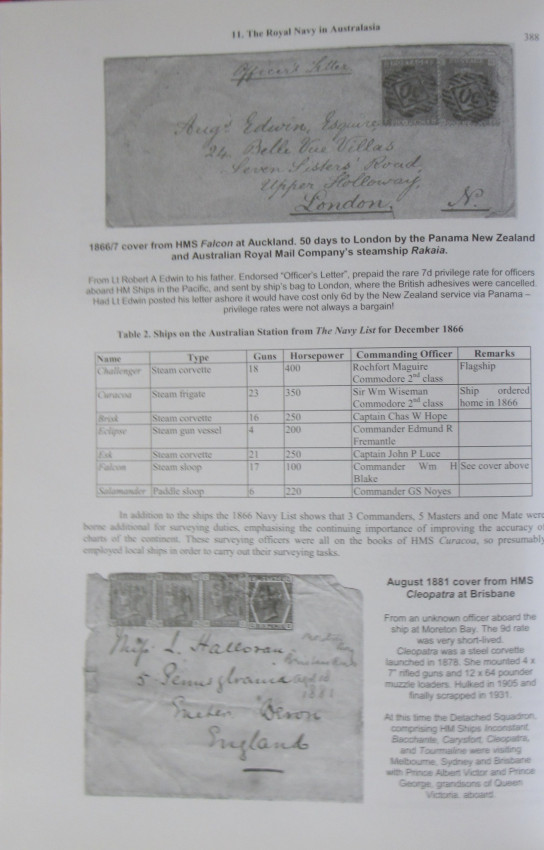 11. The Royal Navy in Australasia
388
Officer's Letter
Augs Edwin, Esquire
24, Belle Vue Villas
Seven Sisters' Road,
Upper Holloway,
London, N.
1866/7 cover from HMS Falcon at Auckland. 50 days to London by the Panama New Zealand
and Australian Royal Mail Company's steamship Rakaia.
From Lt Robert A Edwin to his father. Endorsed "Officer's Letter", prepaid the rare 7d privilege rate for officers
aboard HM Ships in the Pacific, and sent by ship's bag to London, where the British adhesives were cancelled.
Had Lt Edwin posted his letter ashore it would have cost only 6d by the New Zealand service via Panama –
privilege rates were not always a bargain!
Table 2. Ships on the Australian Station from The Navy List for December 1866
Name Type Guns Horsepower Commanding Officer Remarks
Challenger Steam corvette 18 400 Rochfort Maguire Commodore 2nd class Flagship
Curacoa Steam frigate 23 350 Sir Wm Wiseman Commodore 2nd class Ship ordered home in 1866
Brisk Steam corvette 16 250 Captain Chas W Hope
Eclipse Steam gun vessel 4 200 Commander Edmund R Fremantle
Esk Steam corvette 21 250 Captain John P Luce
Falcon Steam sloop 17 100 Commander Wm H Blake See cover above
Salamander Paddle sloop 6 220 Commander GS Noyes
In addition to the ships the 1866 Navy List shows that 3 Commanders, 5 Masters and one Mate were
borne additional for surveying duties, emphasising the continuing importance of improving the accuracy of
charts of the continent. These surveying officers were all on the books of HMS Curacoa, so presumably
employed local ships in order to carry out their surveying tasks.
Miss L. Halloran
5 Pennsylvania
Exeter Devon
England
1881
August 1881 cover from HMS
Cleopatra at Brisbane
From an unknown officer aboard the
ship at Moreton Bay. The 9d rate
was very short-lived.
Cleopatra was a steel corvette
launched in 1878. She mounted 4 x
7" rifled guns and 12 x 64 pounder
muzzle loaders. Hulked in 1905 and
finally scrapped in 1931.
At this time the Detached Squadron,
comprising HM Ships Inconstant,
Bacchante, Carysfort, Cleopatra,
and Tourmaline were visiting
Melbourne, Sydney and Brisbane
with Prince Albert Victor and Prince
George, grandsons of Queen
Victoria, aboard.